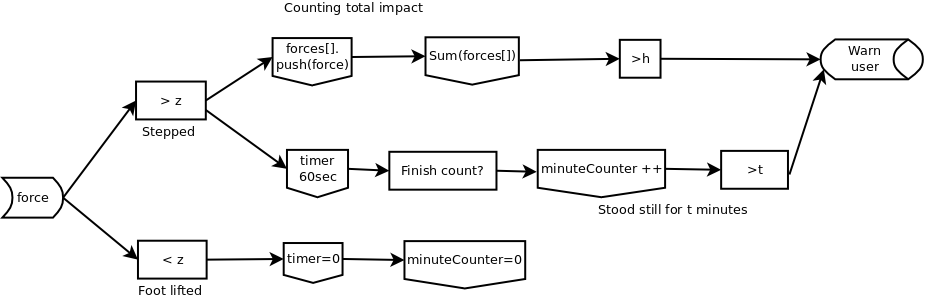 Counting total impact
forces[].
push(force)
Sum(forces[])
>h
Warn
user
> z
Stepped
timer
60sec
Finish count?
minuteCounter ++
>t
Stood still for t minutes
force
< z
Foot lifted
timer=0
minuteCounter=0